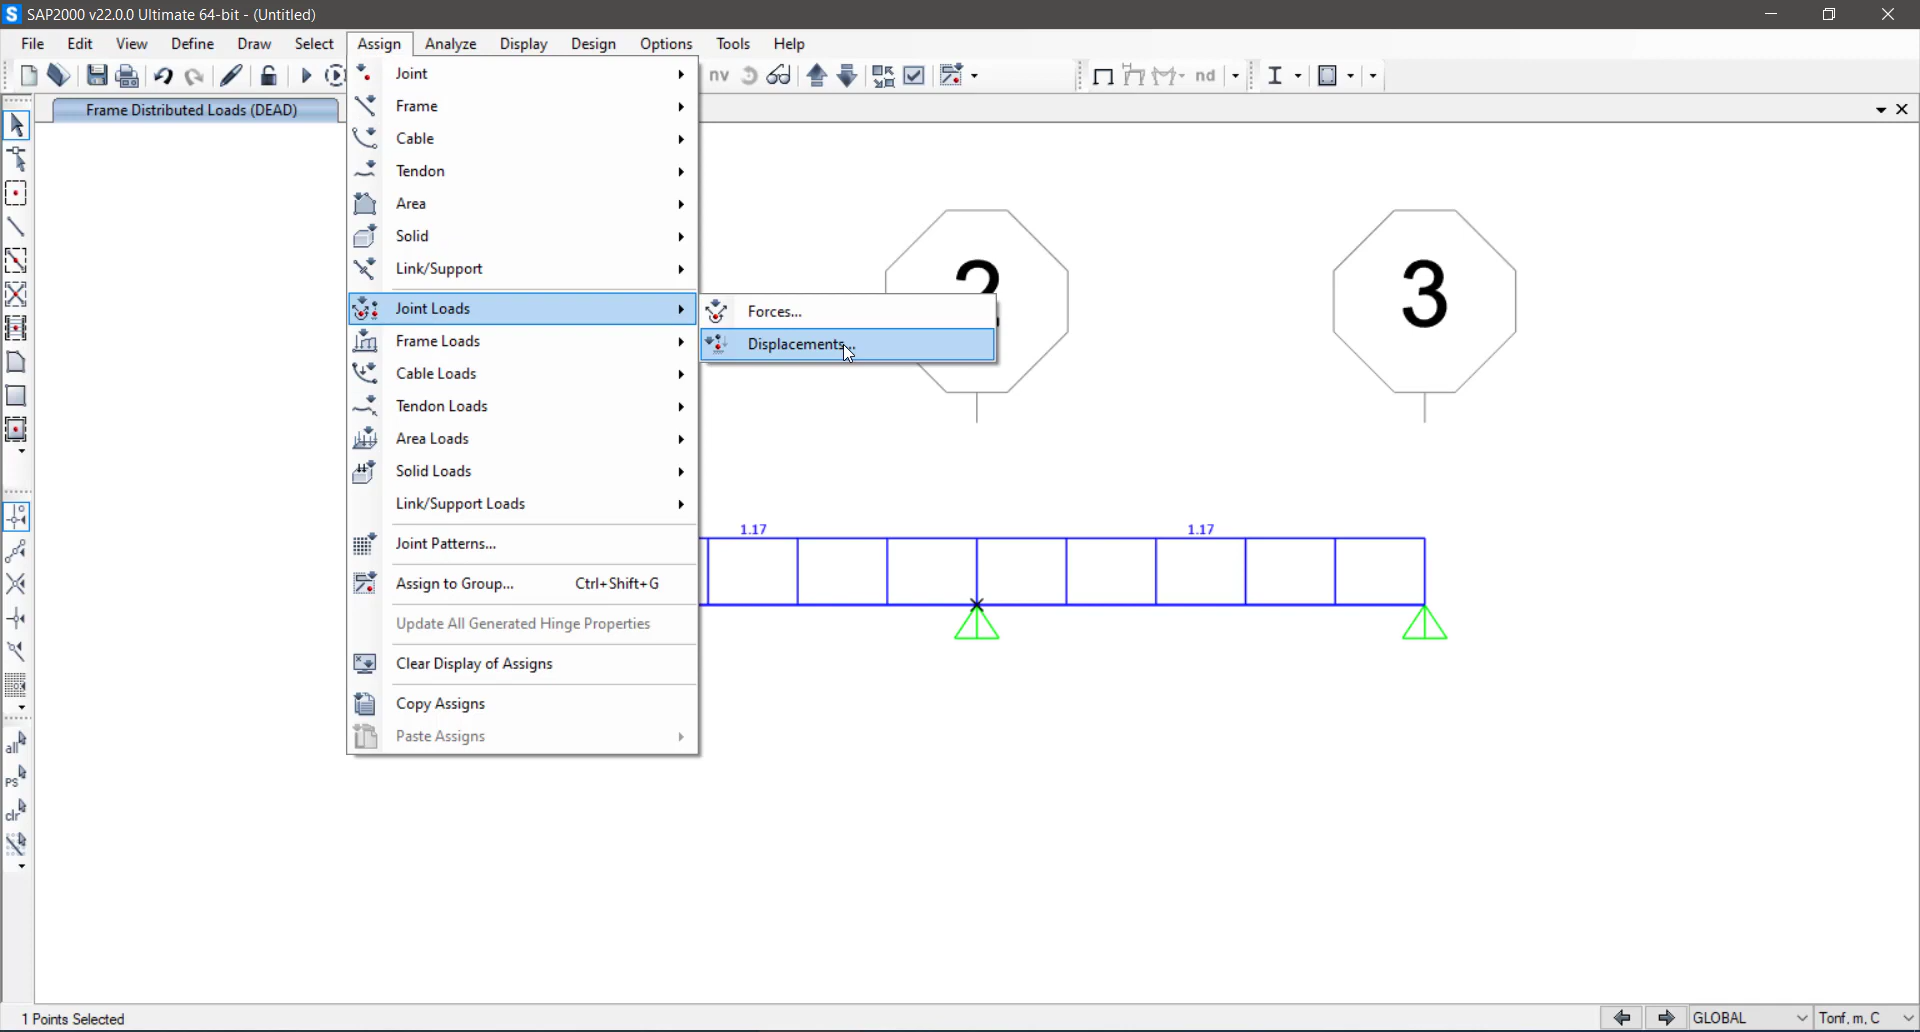 SAP2000 v22.0.0 Ultimate 64-bit - (Untitled)
File Edit View Define Draw Select Assign Analyze Display Design Options Tools Help
nv nd
Frame Distributed Loads (DEAD)
Joint
Frame
Cable
Tendon
Area
Solid
Link/Support
Joint Loads
Frame Loads
Cable Loads
Tendon Loads
Area Loads
Solid Loads
Link/Support Loads
Joint Patterns...
Assign to Group... Ctrl+Shift+G
Update All Generated Hinge Properties
Clear Display of Assigns
Copy Assigns
Paste Assigns
Forces...
Displacements...
2
3
1.17
1.17
all
PS
clr
1 Points Selected
GLOBAL
Tonf, m, C